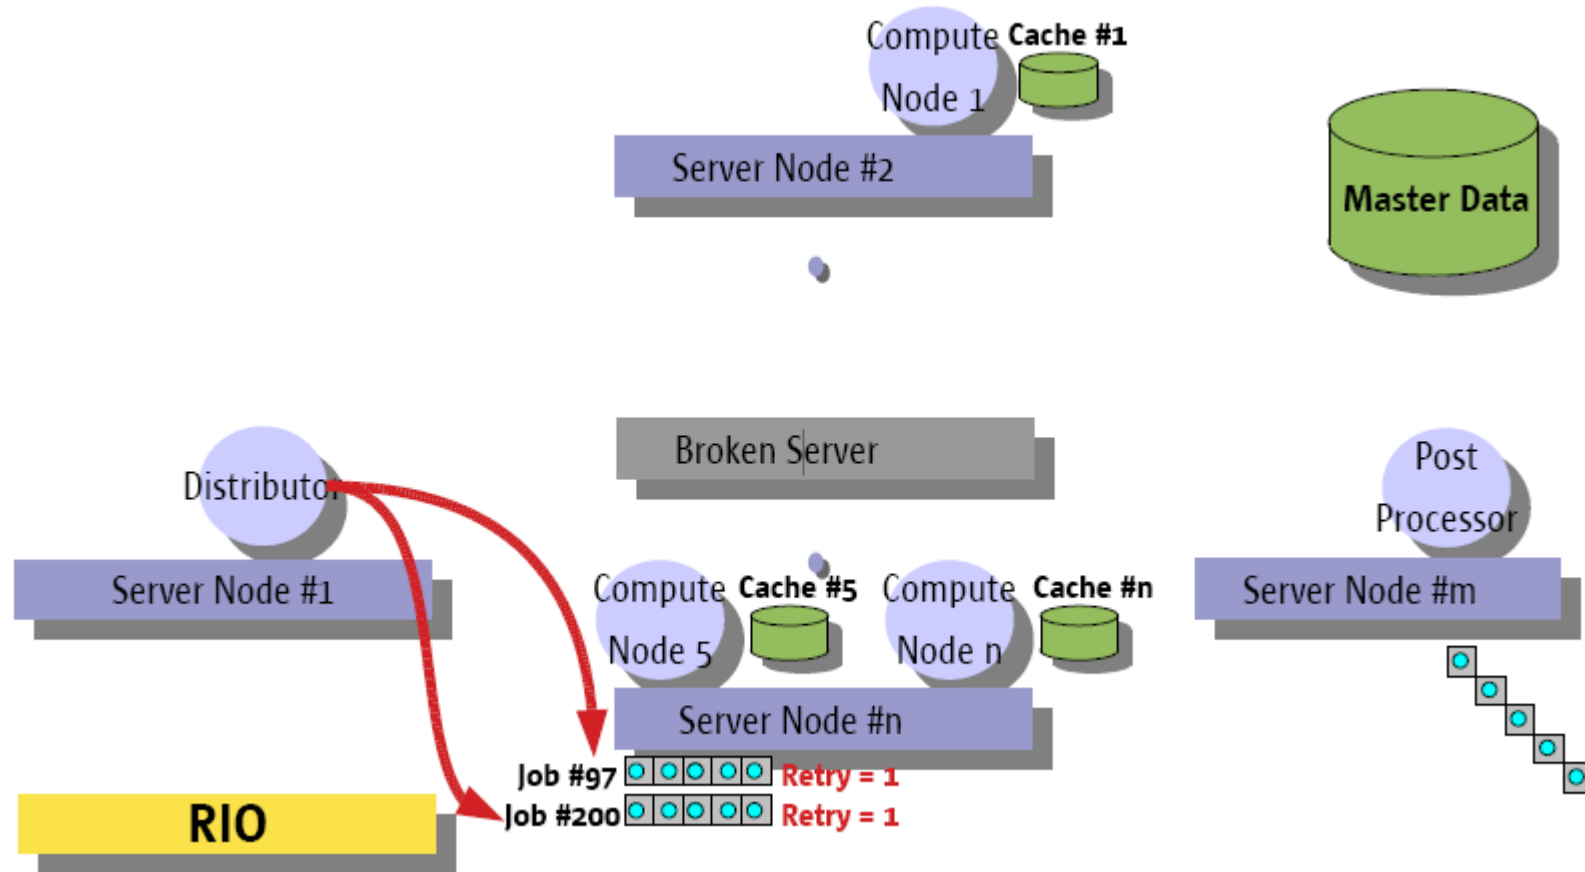 Compute
Node 1
Cache #1
Server Node #2
Master Data
Broken Server
Distributor
Server Node #1
Post
Processor
Server Node #m
Compute
Node 5
Cache #5
Compute
Node n
Cache #n
Server Node #n
Job #97 Retry = 1
Job #200 Retry = 1
RIO